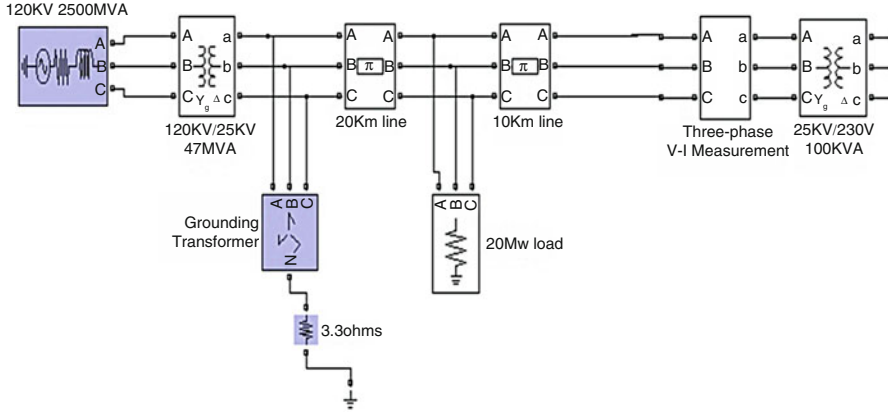 120KV 2500MVA
A
B
C
A
B
C
Yg Δ
a
b
c
120KV/25KV
47MVA
A
B
C
π
A
B
C
20Km line
A
B
C
π
A
B
C
10Km line
A
B
C
a
b
c
Three-phase
V-I Measurement
A
B
C
Yg Δ
a
b
c
25KV/230V
100KVA
Grounding
Transformer
A
B
C
N
A
B
C
20Mw load
3.3ohms